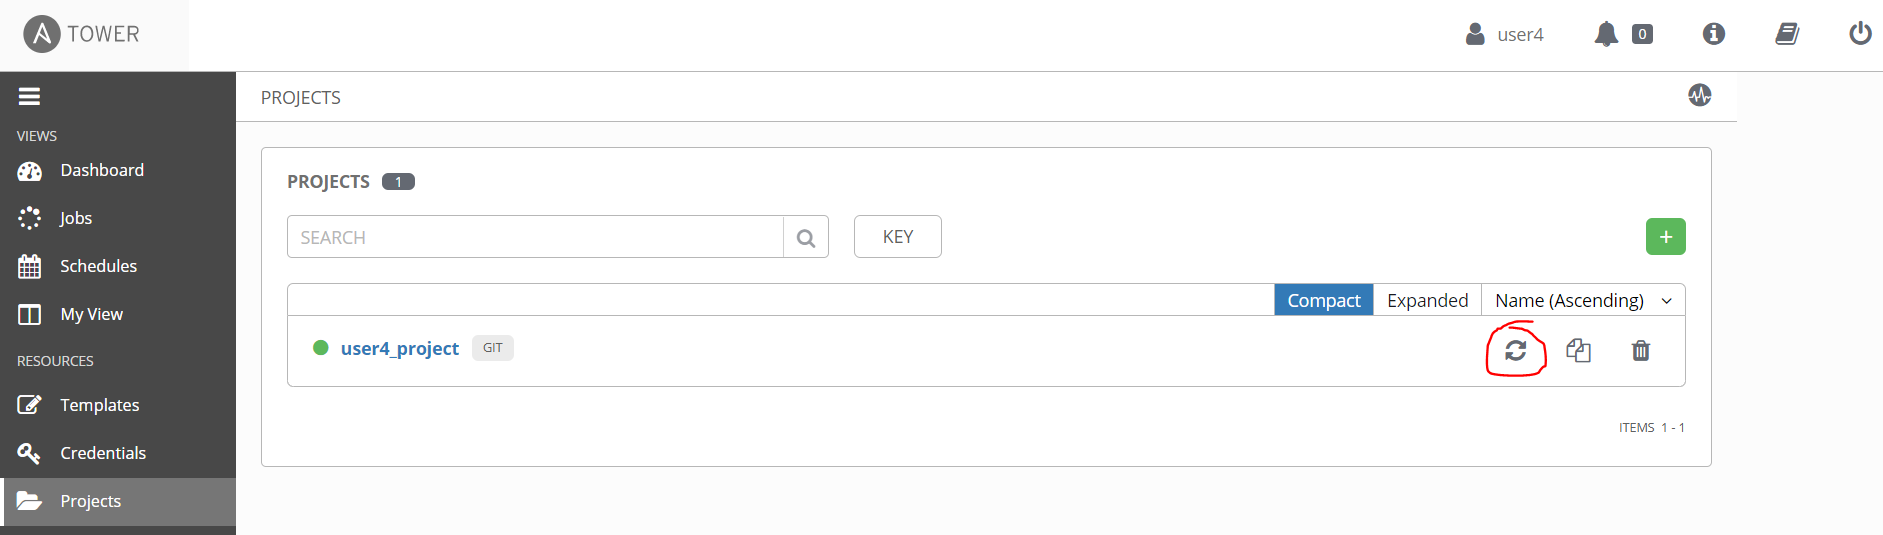 TOWER
user4
0
VIEWS
Dashboard
Jobs
Schedules
My View
RESOURCES
Templates
Credentials
Projects
PROJECTS
PROJECTS 1
SEARCH
KEY
+
Compact Expanded Name (Ascending)
user4_project GIT
ITEMS 1 - 1